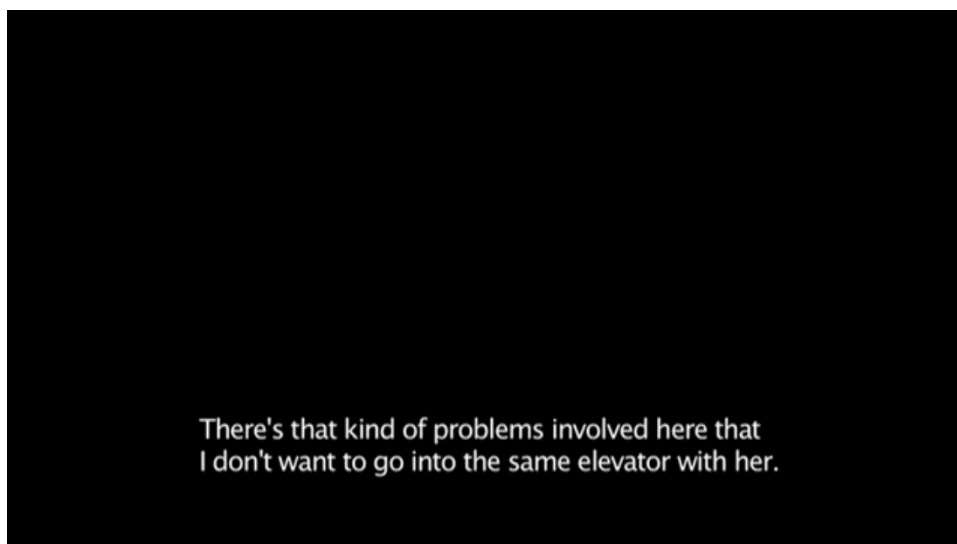 There's that kind of problems involved here that
I don't want to go into the same elevator with her.